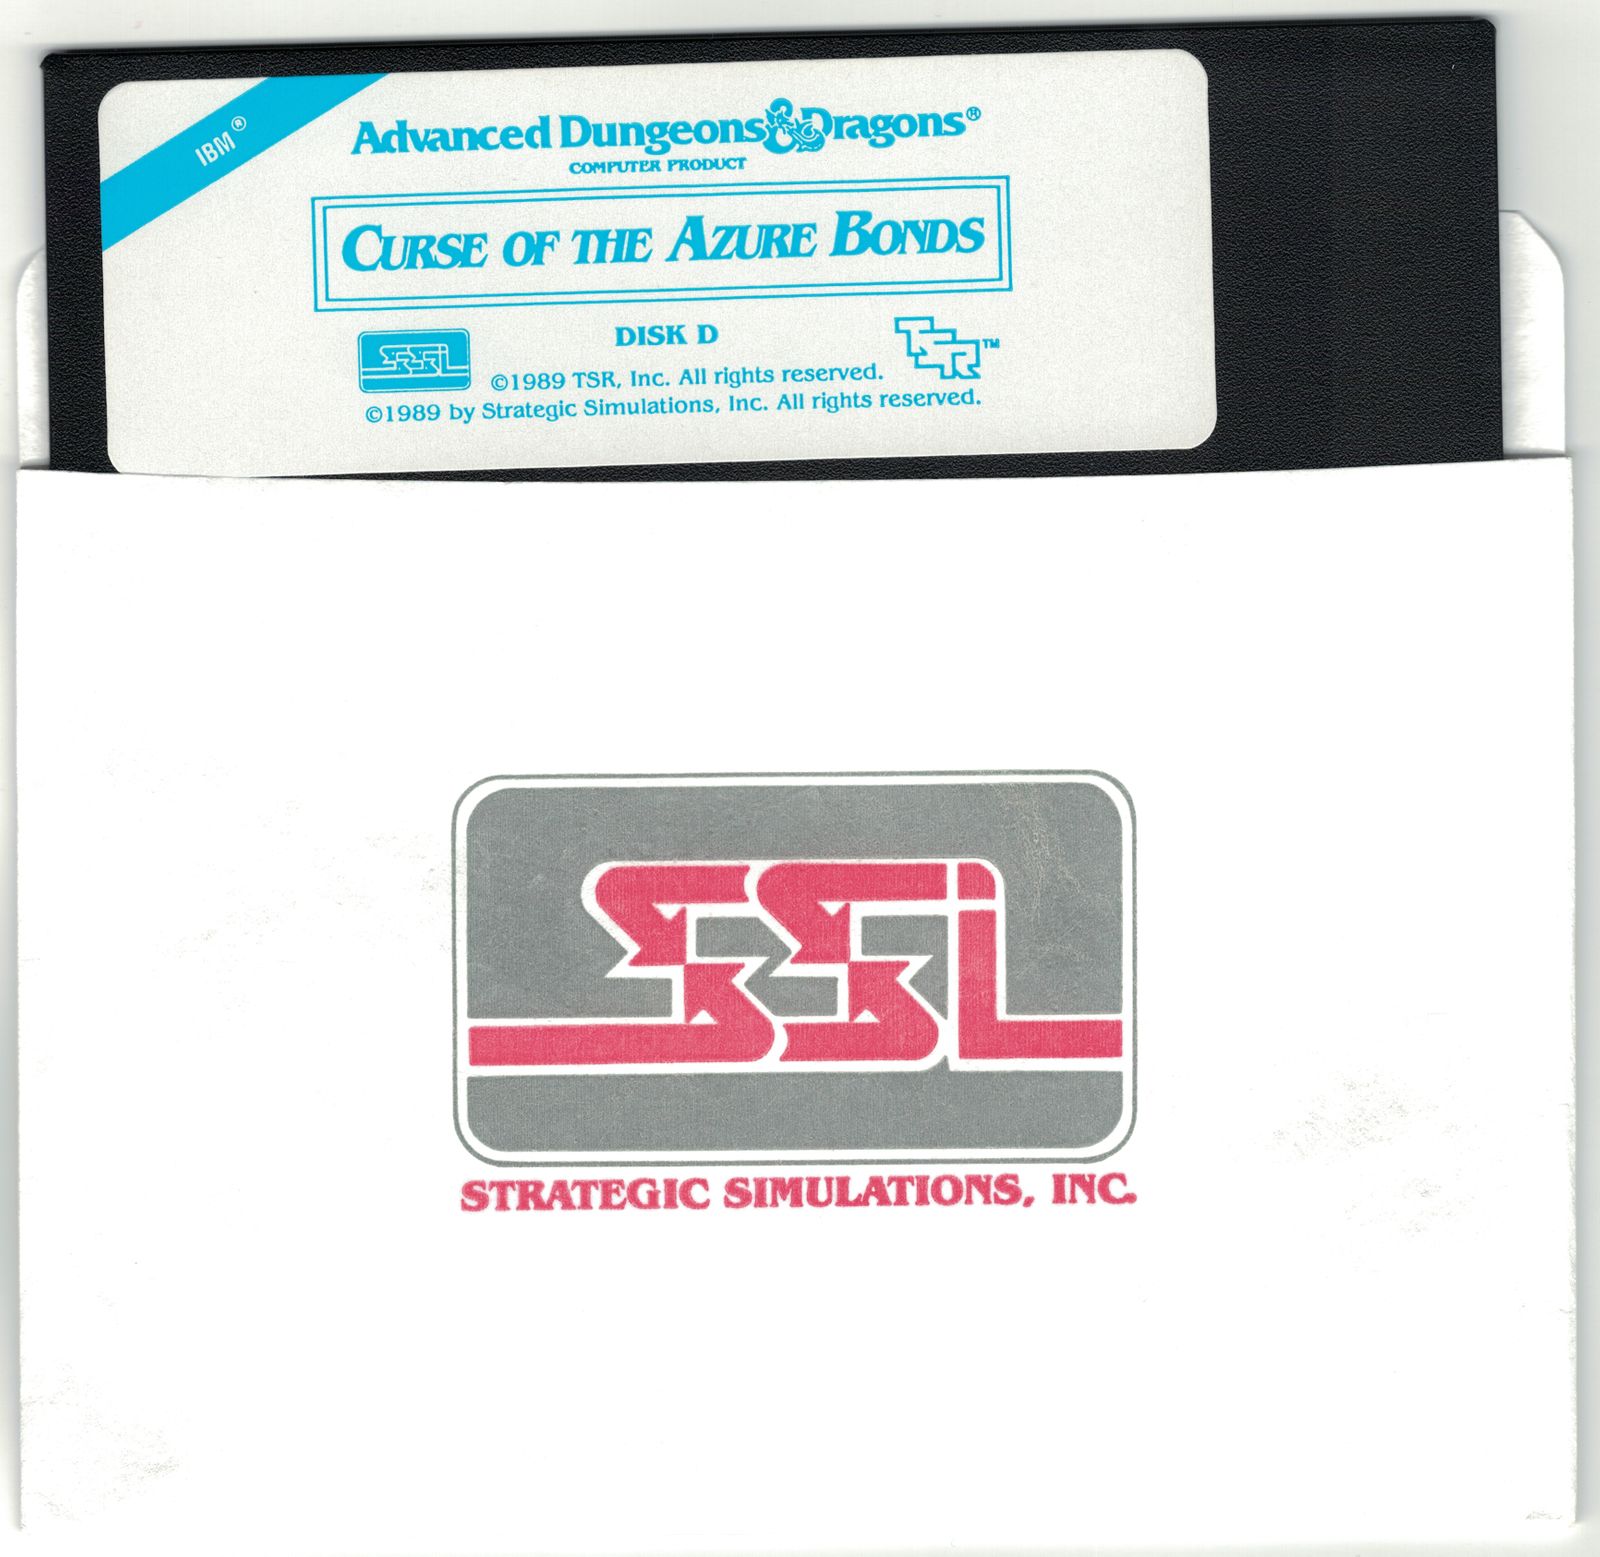 IBM®
Advanced Dungeons & Dragons®
COMPUTER PRODUCT
CURSE OF THE AZURE BONDS
DISK D
SSI
TSR™
©1989 TSR, Inc. All rights reserved.
©1989 by Strategic Simulations, Inc. All rights reserved.
SSI
STRATEGIC SIMULATIONS, INC.